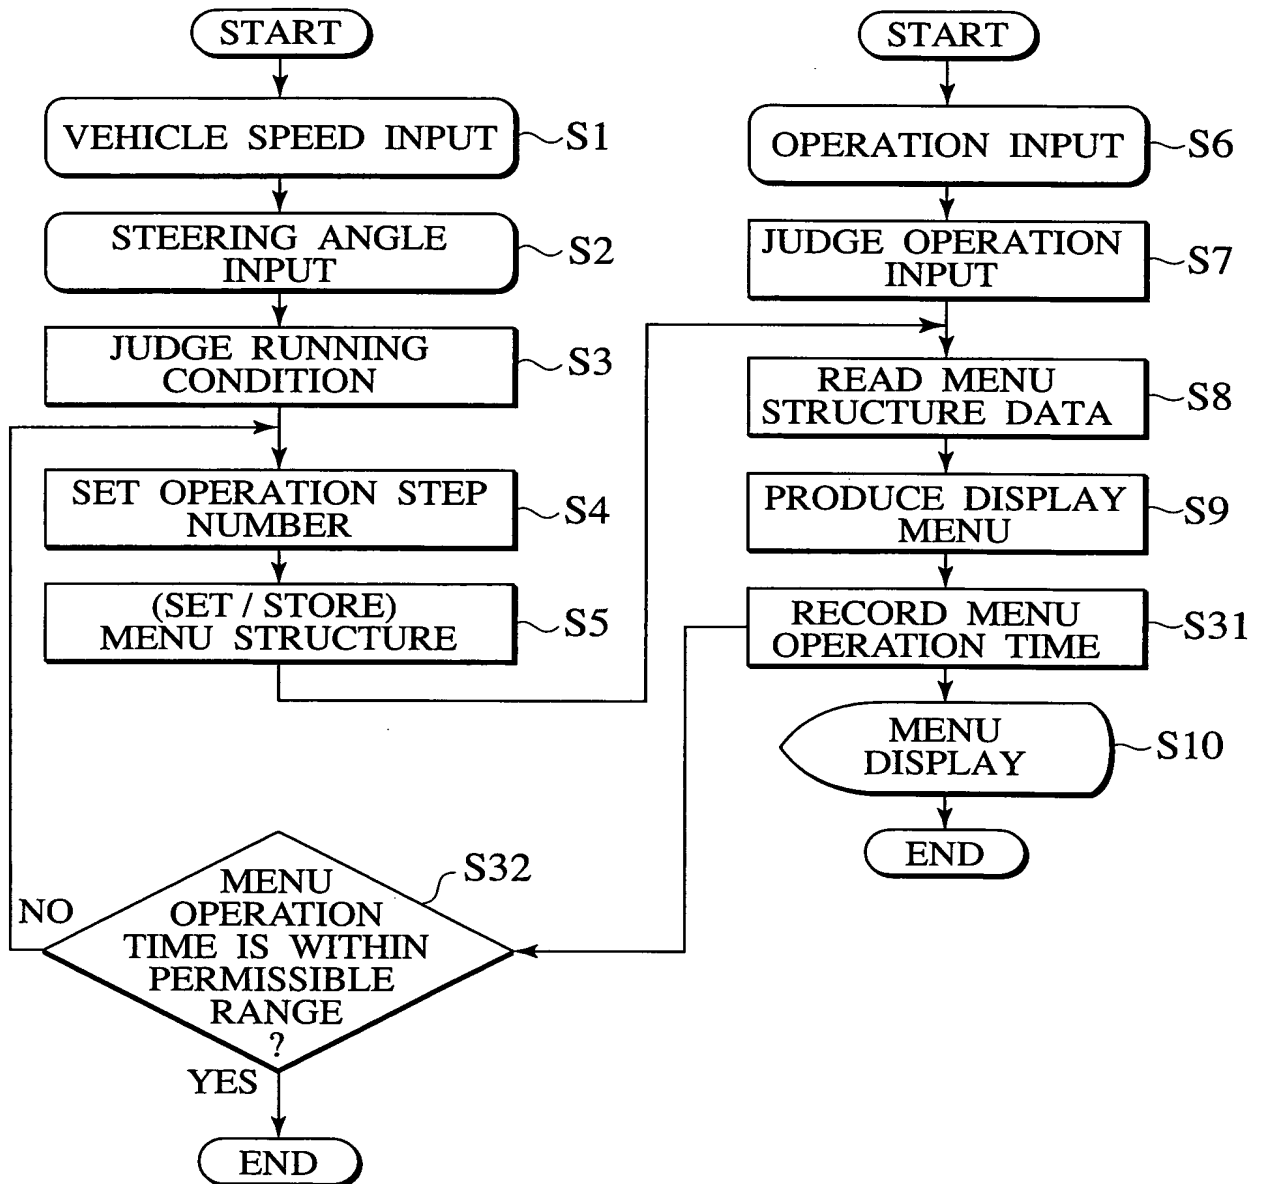 START
VEHICLE SPEED INPUT
S1
STEERING ANGLE
INPUT
S2
JUDGE RUNNING
CONDITION
S3
SET OPERATION STEP
NUMBER
S4
(SET / STORE)
MENU STRUCTURE
S5
MENU
OPERATION
TIME IS WITHIN
PERMISSIBLE
RANGE
?
S32
NO
YES
END
START
OPERATION INPUT
S6
JUDGE OPERATION
INPUT
S7
READ MENU
STRUCTURE DATA
S8
PRODUCE DISPLAY
MENU
S9
RECORD MENU
OPERATION TIME
S31
MENU
DISPLAY
S10
END